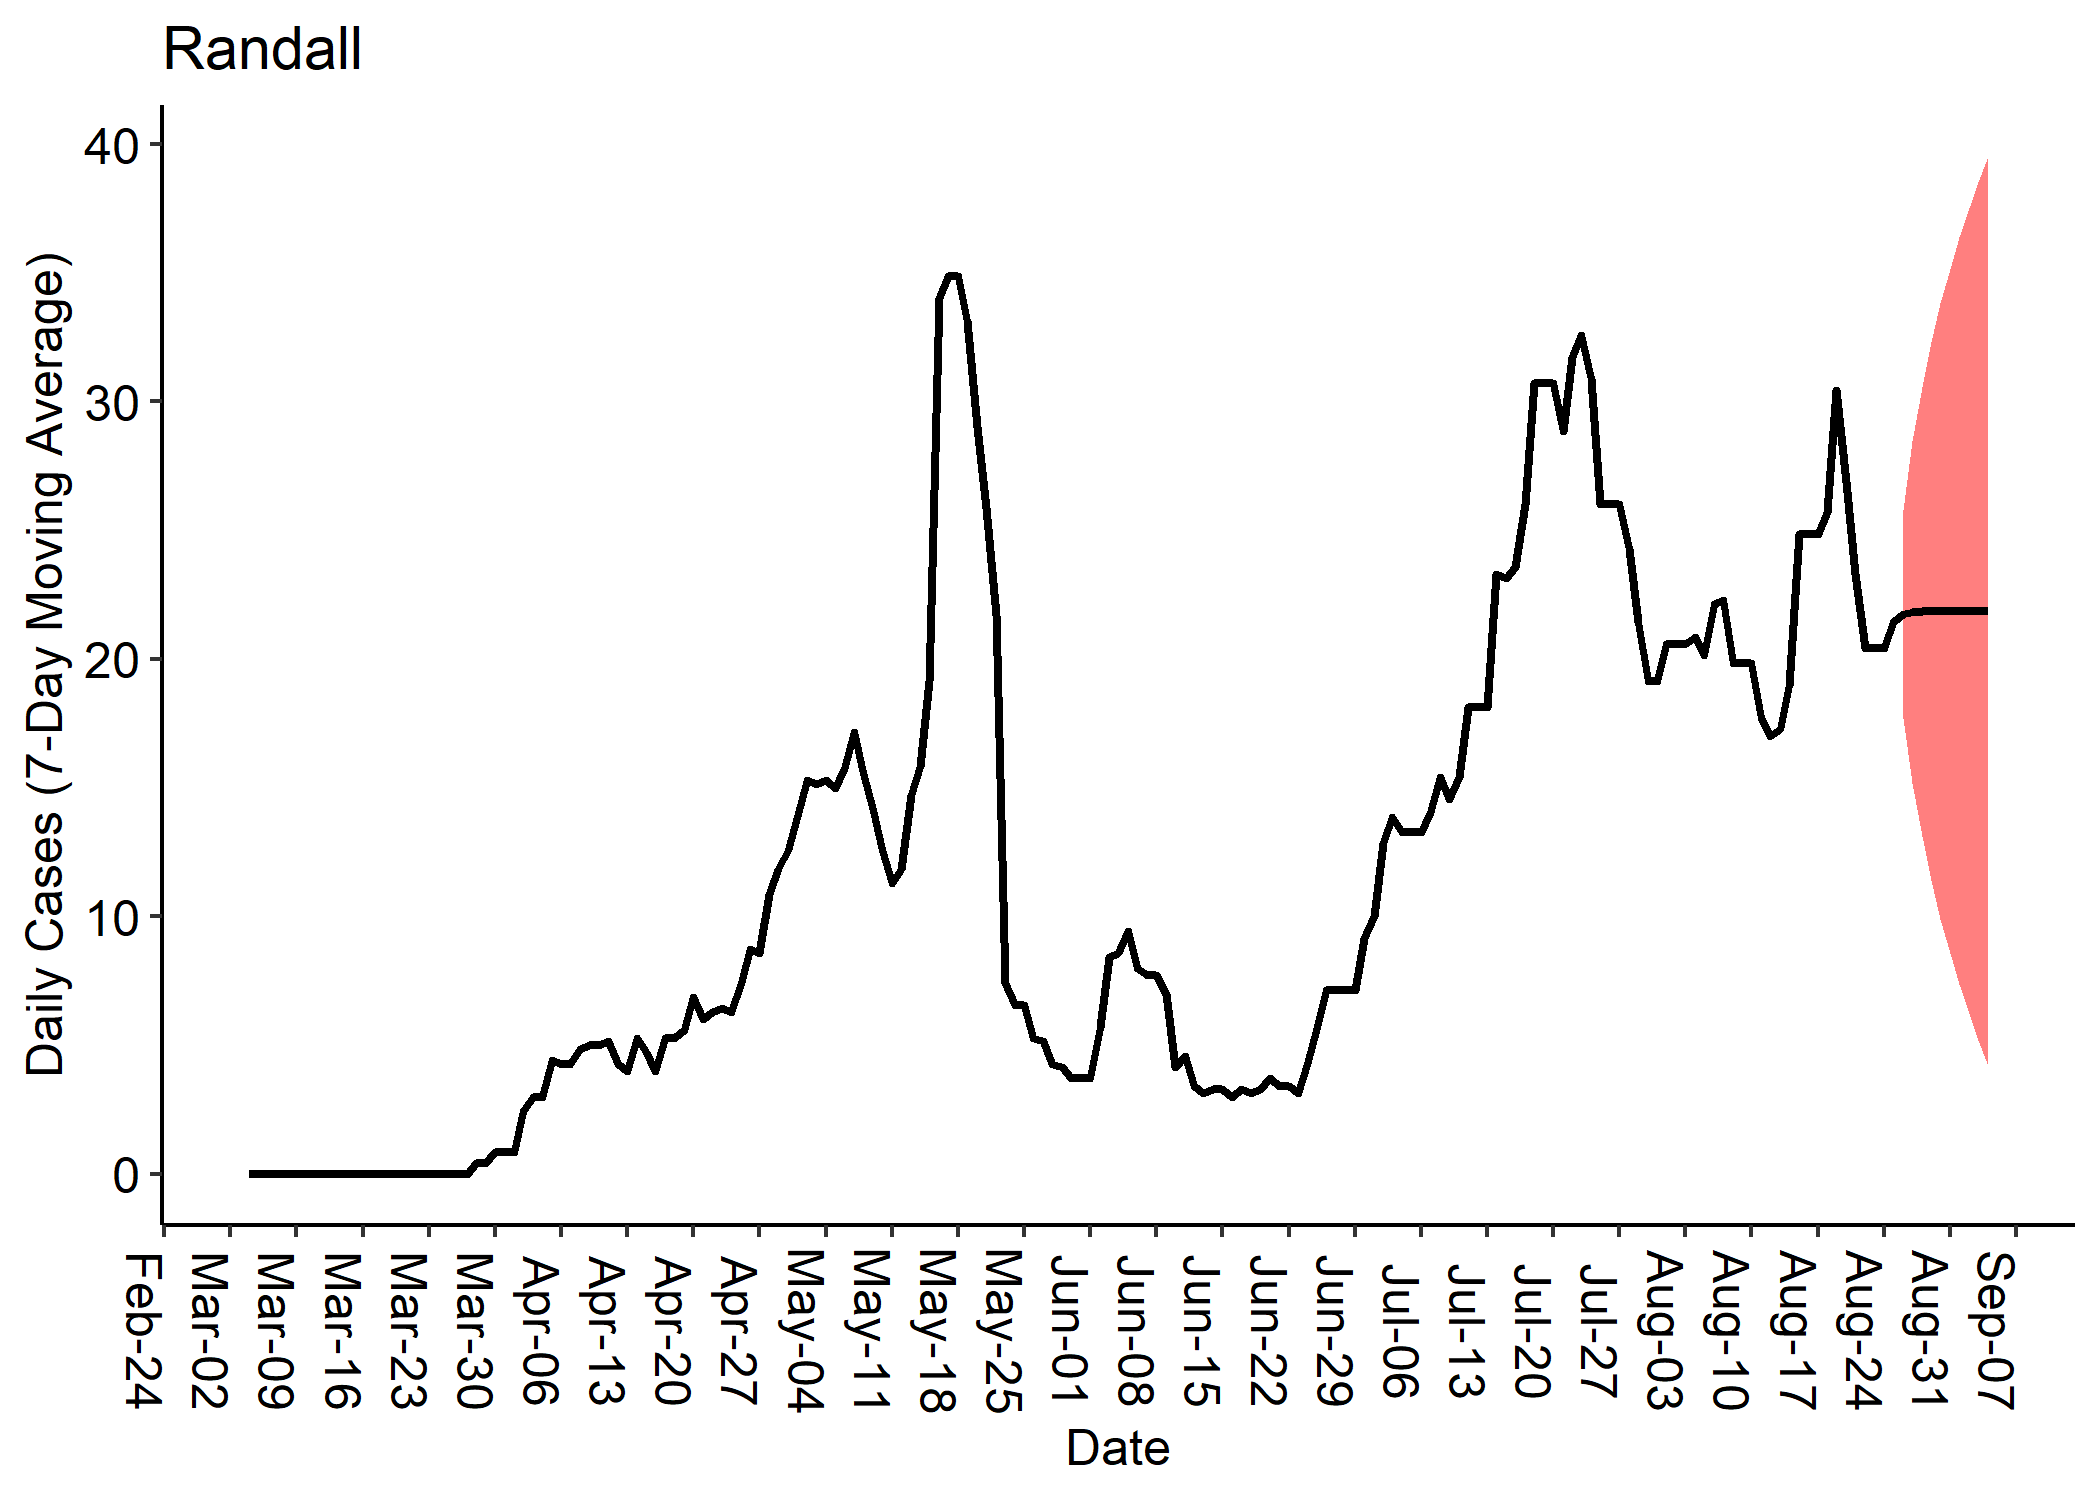 Randall
Daily Cases (7-Day Moving Average)
40
30
20
10
0
Feb-24
Mar-02
Mar-09
Mar-16
Mar-23
Mar-30
Apr-06
Apr-13
Apr-20
Apr-27
May-04
May-11
May-18
May-25
Jun-01
Jun-08
Jun-15
Jun-22
Jun-29
Jul-06
Jul-13
Jul-20
Jul-27
Aug-03
Aug-10
Aug-17
Aug-24
Aug-31
Sep-07
Date